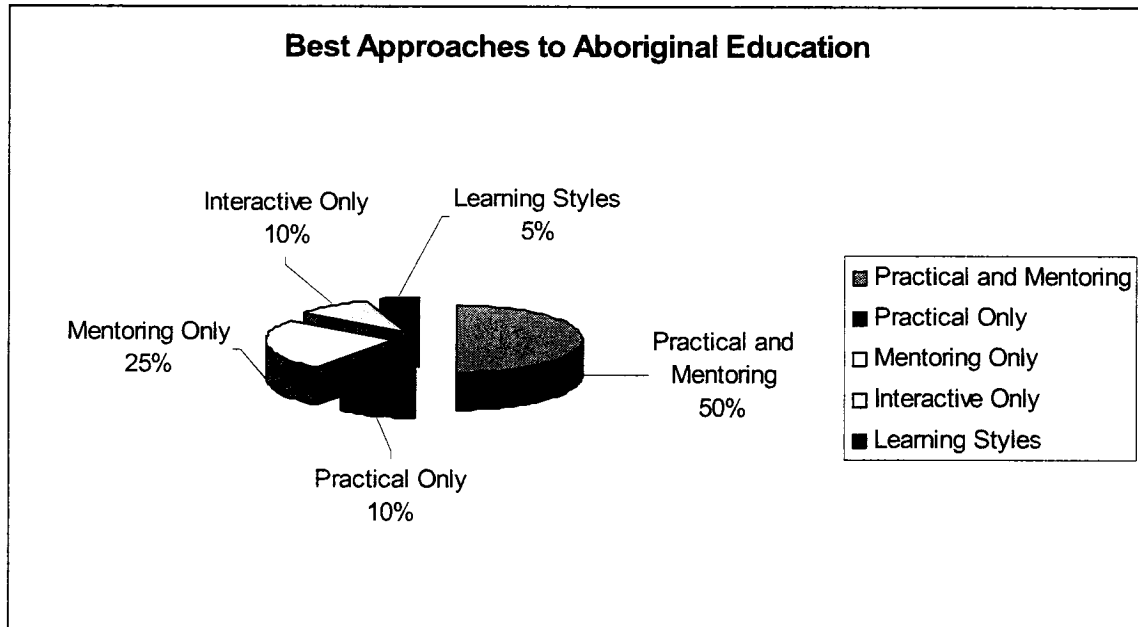 Best Approaches to Aboriginal Education
Interactive Only
10%
Learning Styles
5%
Mentoring Only
25%
Practical and
Mentoring
50%
Practical Only
10%
Practical and Mentoring
Practical Only
Mentoring Only
Interactive Only
Learning Styles